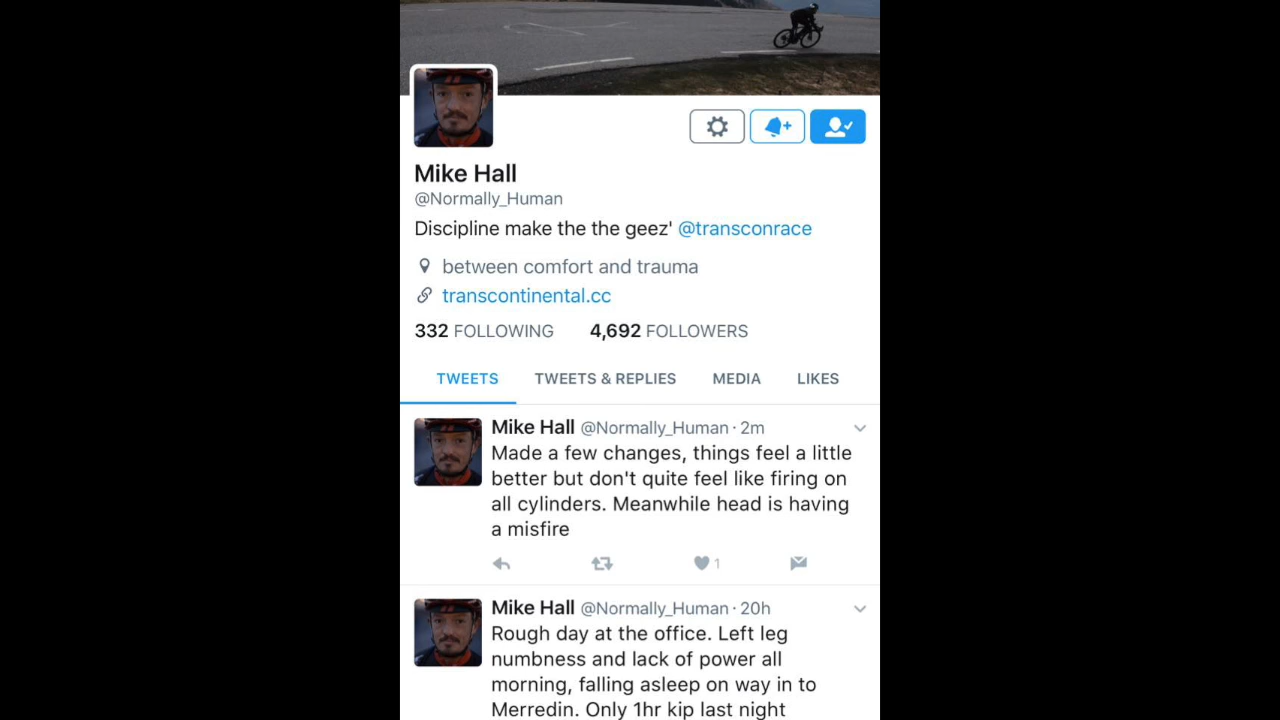 Mike Hall
@Normally_Human
Discipline make the the geez' @transconrace
between comfort and trauma
transcontinental.cc
332 FOLLOWING 4,692 FOLLOWERS
TWEETS TWEETS & REPLIES MEDIA LIKES
Mike Hall @Normally_Human · 2m
Made a few changes, things feel a little
better but don't quite feel like firing on
all cylinders. Meanwhile head is having
a misfire
1
Mike Hall @Normally_Human · 20h
Rough day at the office. Left leg
numbness and lack of power all
morning, falling asleep on way in to
Merredin. Only 1hr kip last night